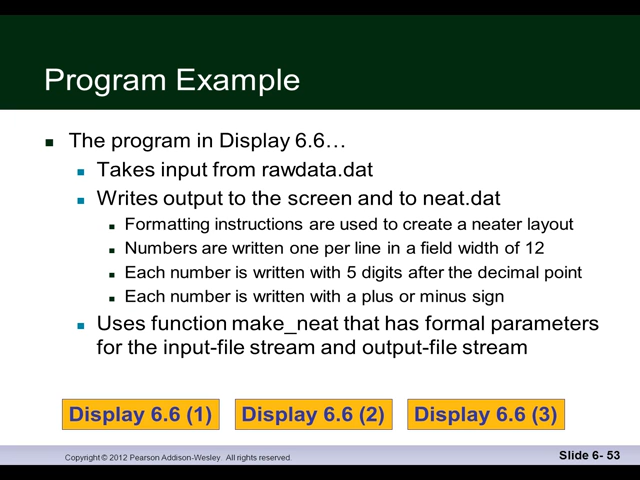 Program Example
The program in Display 6.6…
Takes input from rawdata.dat
Writes output to the screen and to neat.dat
Formatting instructions are used to create a neater layout
Numbers are written one per line in a field width of 12
Each number is written with 5 digits after the decimal point
Each number is written with a plus or minus sign
Uses function make_neat that has formal parameters
for the input-file stream and output-file stream
Display 6.6 (1) Display 6.6 (2) Display 6.6 (3)
Copyright © 2012 Pearson Addison-Wesley. All rights reserved. Slide 6- 53